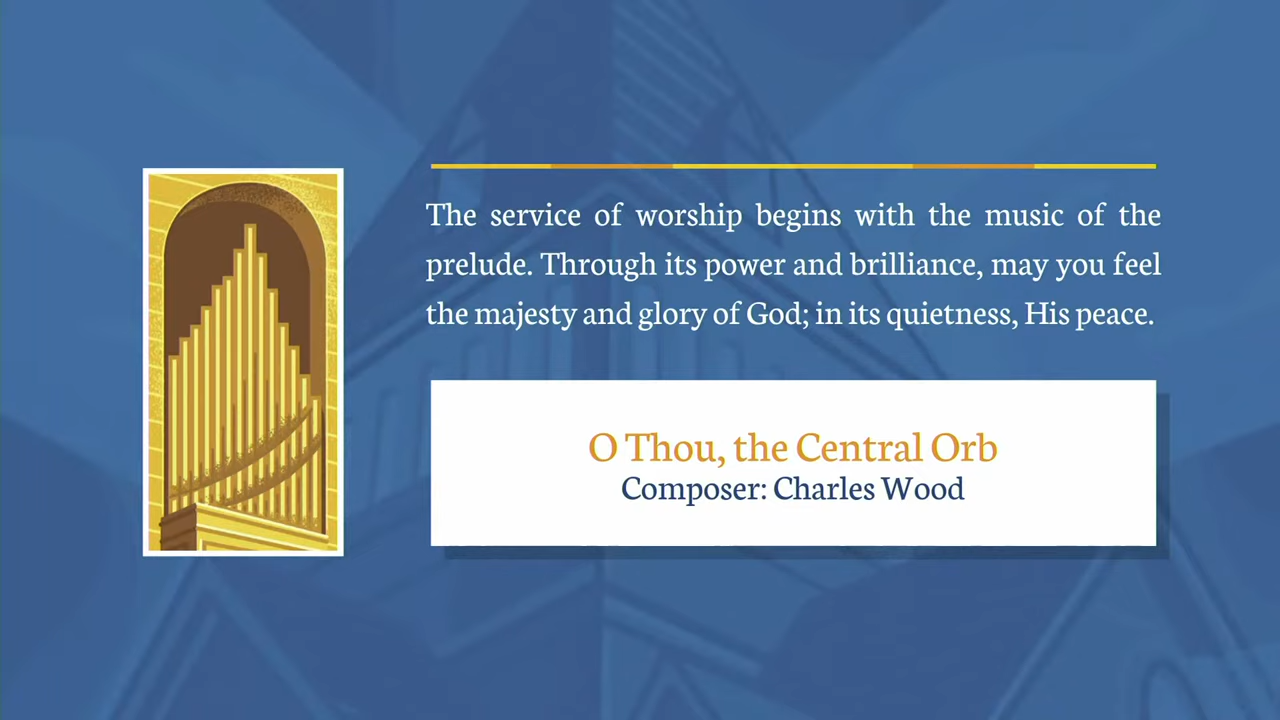 The service of worship begins with the music of the
prelude. Through its power and brilliance, may you feel
the majesty and glory of God; in its quietness, His peace.
O Thou, the Central Orb
Composer: Charles Wood